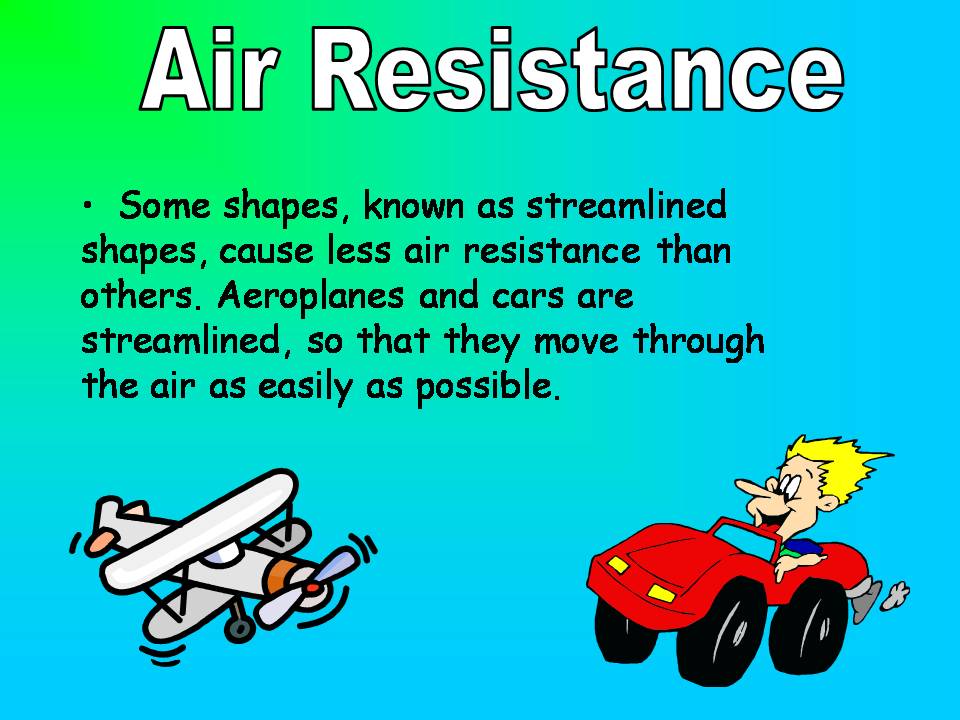 Air Resistance
• Some shapes, known as streamlined
shapes, cause less air resistance than
others. Aeroplanes and cars are
streamlined, so that they move through
the air as easily as possible.